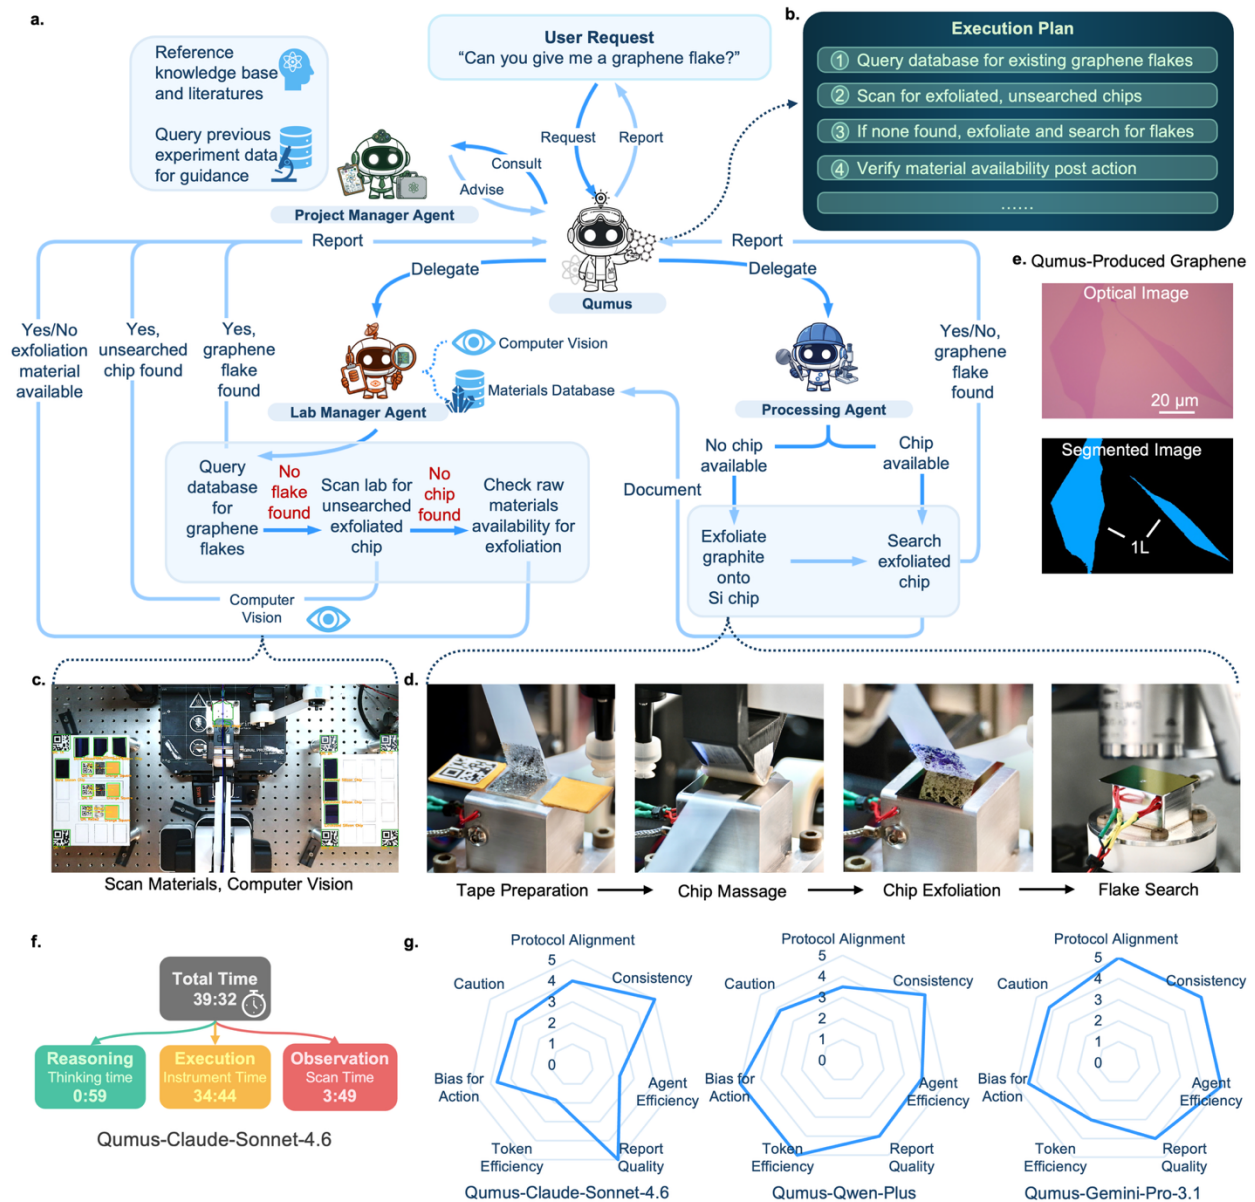 a.
Reference
knowledge base
and literatures
Query previous
experiment data
for guidance
User Request
“Can you give me a graphene flake?”
Request
Report
Consult
Advise
Project Manager Agent
Qumus
Report
Delegate
Delegate
Report
Yes/No
exfoliation
material
available
Yes,
unsearched
chip found
Yes,
graphene
flake
found
Lab Manager Agent
Computer Vision
Materials Database
Processing Agent
Yes/No,
graphene
flake
found
No chip
available
Chip
available
Document
Query
database
for
graphene
flakes
No
flake
found
Scan lab for
unsearched
exfoliated
chip
No
chip
found
Check raw
materials
availability for
exfoliation
Computer
Vision
Exfoliate
graphite
onto
Si chip
Search
exfoliated
chip
b.
Execution Plan
1 Query database for existing graphene flakes
2 Scan for exfoliated, unsearched chips
3 If none found, exfoliate and search for flakes
4 Verify material availability post action
......
e. Qumus-Produced Graphene
Optical Image
20 µm
Segmented Image
1L
c.
Scan Materials, Computer Vision
d.
Tape Preparation
Chip Massage
Chip Exfoliation
Flake Search
f.
Total Time
39:32
Reasoning
Thinking time
0:59
Execution
Instrument Time
34:44
Observation
Scan Time
3:49
Qumus-Claude-Sonnet-4.6
g.
Protocol Alignment
Consistency
Agent
Efficiency
Report
Quality
Token
Efficiency
Bias for
Action
Caution
5
4
3
2
1
0
Qumus-Claude-Sonnet-4.6
Protocol Alignment
Consistency
Agent
Efficiency
Report
Quality
Token
Efficiency
Bias for
Action
Caution
5
4
3
2
1
0
Qumus-Qwen-Plus
Protocol Alignment
Consistency
Agent
Efficiency
Report
Quality
Token
Efficiency
Bias for
Action
Caution
5
4
3
2
1
0
Qumus-Gemini-Pro-3.1